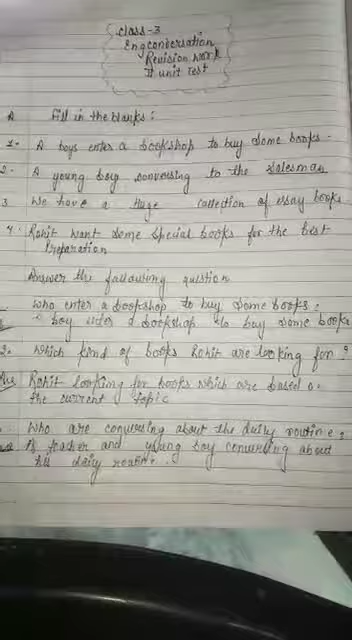 class-3
Eng conversation
Revision work
II unit test
A Fill in the blanks:
1. A boys enter a bookshop to buy some books.
2. A young boy conversing to the salesman
3 We have a huge collection of essay books
4. Rohit want some special books for the best
preparation
Answer the following question
who enter a bookshop to buy some books?
boy enter a bookshop to buy some books
2. which kind of books Rohit are looking for?
Ans Rohit looking for books which are based on
the current topic
Who are conversing about the daily routine?
A teacher and young boy conversing about
his daily routine.